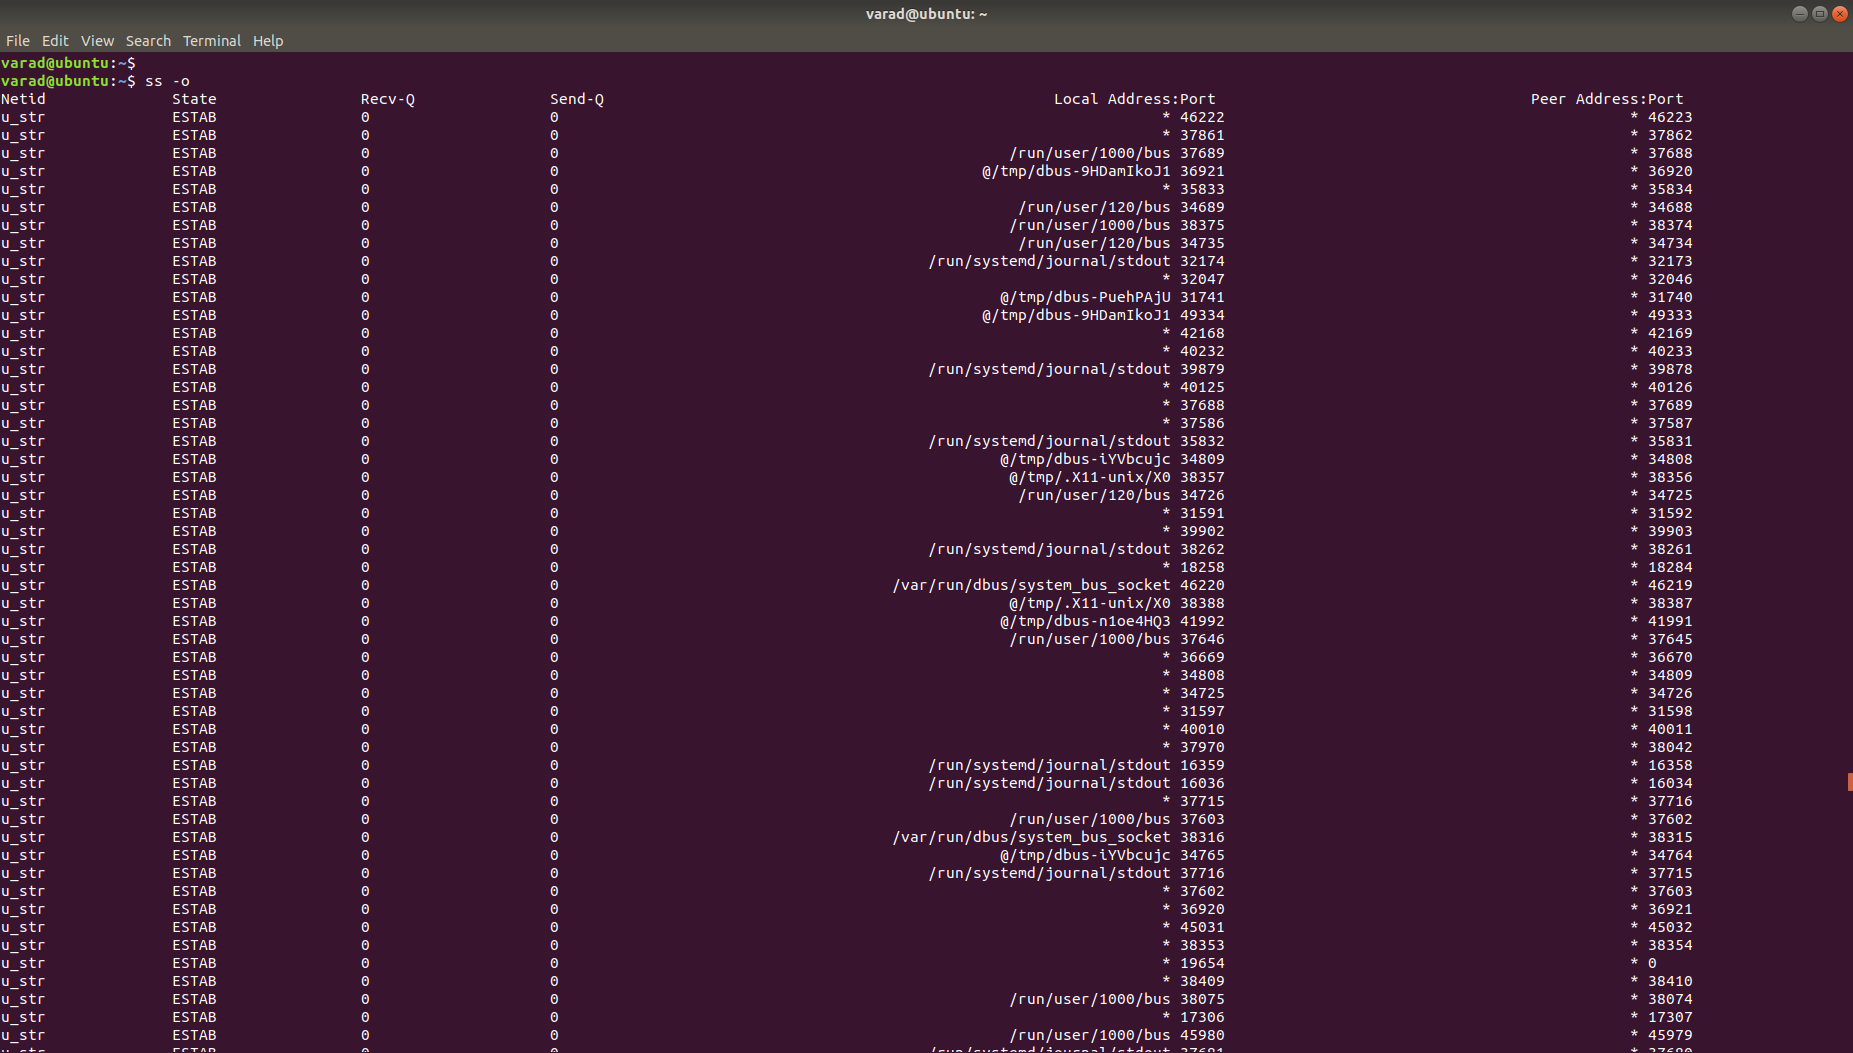 varad@ubuntu: ~
File Edit View Search Terminal Help
varad@ubuntu:~$
varad@ubuntu:~$ ss -o
Netid State Recv-Q Send-Q Local Address:Port Peer Address:Port
u_str ESTAB 0 0 * 46222 * 46223
u_str ESTAB 0 0 * 37861 * 37862
u_str ESTAB 0 0 /run/user/1000/bus 37689 * 37688
u_str ESTAB 0 0 @/tmp/dbus-9HDamIkoJ1 36921 * 36920
u_str ESTAB 0 0 * 35833 * 35834
u_str ESTAB 0 0 /run/user/120/bus 34689 * 34688
u_str ESTAB 0 0 /run/user/1000/bus 38375 * 38374
u_str ESTAB 0 0 /run/user/120/bus 34735 * 34734
u_str ESTAB 0 0 /run/systemd/journal/stdout 32174 * 32173
u_str ESTAB 0 0 * 32047 * 32046
u_str ESTAB 0 0 @/tmp/dbus-PuehPAjU 31741 * 31740
u_str ESTAB 0 0 @/tmp/dbus-9HDamIkoJ1 49334 * 49333
u_str ESTAB 0 0 * 42168 * 42169
u_str ESTAB 0 0 * 40232 * 40233
u_str ESTAB 0 0 /run/systemd/journal/stdout 39879 * 39878
u_str ESTAB 0 0 * 40125 * 40126
u_str ESTAB 0 0 * 37688 * 37689
u_str ESTAB 0 0 * 37586 * 37587
u_str ESTAB 0 0 /run/systemd/journal/stdout 35832 * 35831
u_str ESTAB 0 0 @/tmp/dbus-iYVbcujc 34809 * 34808
u_str ESTAB 0 0 @/tmp/.X11-unix/X0 38357 * 38356
u_str ESTAB 0 0 /run/user/120/bus 34726 * 34725
u_str ESTAB 0 0 * 31591 * 31592
u_str ESTAB 0 0 * 39902 * 39903
u_str ESTAB 0 0 /run/systemd/journal/stdout 38262 * 38261
u_str ESTAB 0 0 * 18258 * 18284
u_str ESTAB 0 0 /var/run/dbus/system_bus_socket 46220 * 46219
u_str ESTAB 0 0 @/tmp/.X11-unix/X0 38388 * 38387
u_str ESTAB 0 0 @/tmp/dbus-n1oe4HQ3 41992 * 41991
u_str ESTAB 0 0 /run/user/1000/bus 37646 * 37645
u_str ESTAB 0 0 * 36669 * 36670
u_str ESTAB 0 0 * 34808 * 34809
u_str ESTAB 0 0 * 34725 * 34726
u_str ESTAB 0 0 * 31597 * 31598
u_str ESTAB 0 0 * 40010 * 40011
u_str ESTAB 0 0 * 37970 * 38042
u_str ESTAB 0 0 /run/systemd/journal/stdout 16359 * 16358
u_str ESTAB 0 0 /run/systemd/journal/stdout 16036 * 16034
u_str ESTAB 0 0 * 37715 * 37716
u_str ESTAB 0 0 /run/user/1000/bus 37603 * 37602
u_str ESTAB 0 0 /var/run/dbus/system_bus_socket 38316 * 38315
u_str ESTAB 0 0 @/tmp/dbus-iYVbcujc 34765 * 34764
u_str ESTAB 0 0 /run/systemd/journal/stdout 37716 * 37715
u_str ESTAB 0 0 * 37602 * 37603
u_str ESTAB 0 0 * 36920 * 36921
u_str ESTAB 0 0 * 45031 * 45032
u_str ESTAB 0 0 * 38353 * 38354
u_str ESTAB 0 0 * 19654 * 0
u_str ESTAB 0 0 * 38409 * 38410
u_str ESTAB 0 0 /run/user/1000/bus 38075 * 38074
u_str ESTAB 0 0 * 17306 * 17307
u_str ESTAB 0 0 /run/user/1000/bus 45980 * 45979